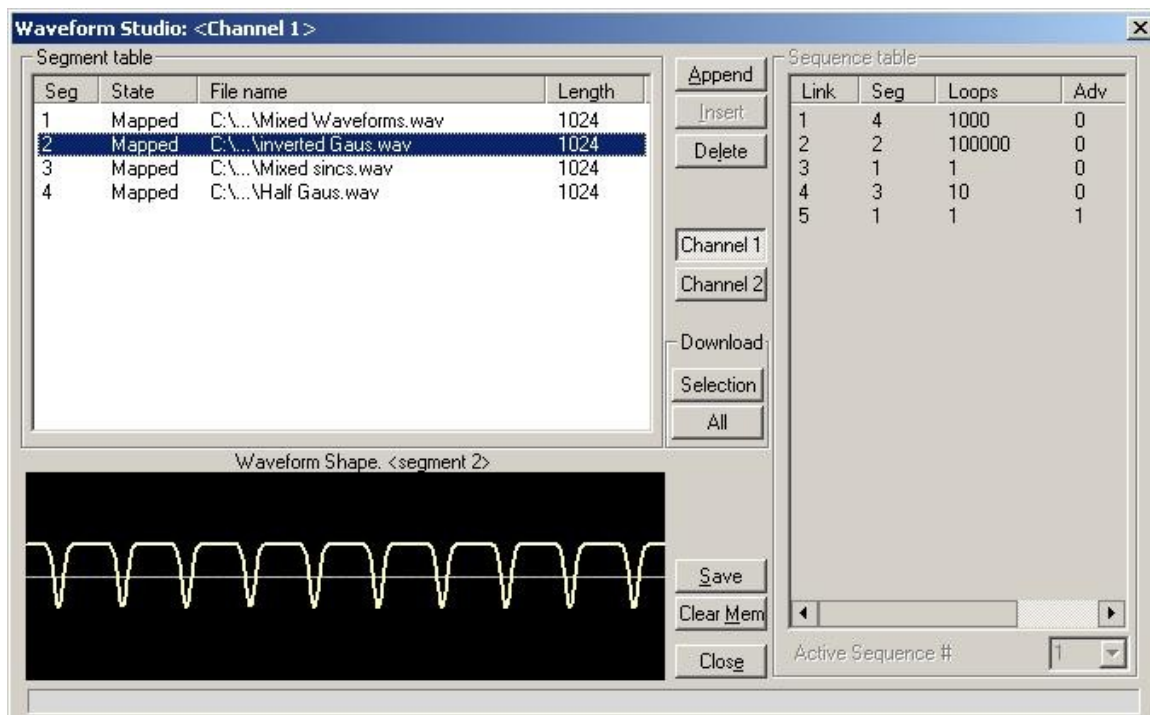 Waveform Studio: <Channel 1>
Segment table
Seg State File name Length
1 Mapped C:\...\Mixed Waveforms.wav 1024
2 Mapped C:\...\inverted Gaus.wav 1024
3 Mapped C:\...\Mixed sincs.wav 1024
4 Mapped C:\...\Half Gaus.wav 1024
Append
Insert
Delete
Channel 1
Channel 2
Download
Selection
All
Waveform Shape. <segment 2>
Save
Clear Mem
Close
Sequence table
Link Seg Loops Adv
1 4 1000 0
2 2 100000 0
3 1 1 0
4 3 10 0
5 1 1 1
Active Sequence # 1